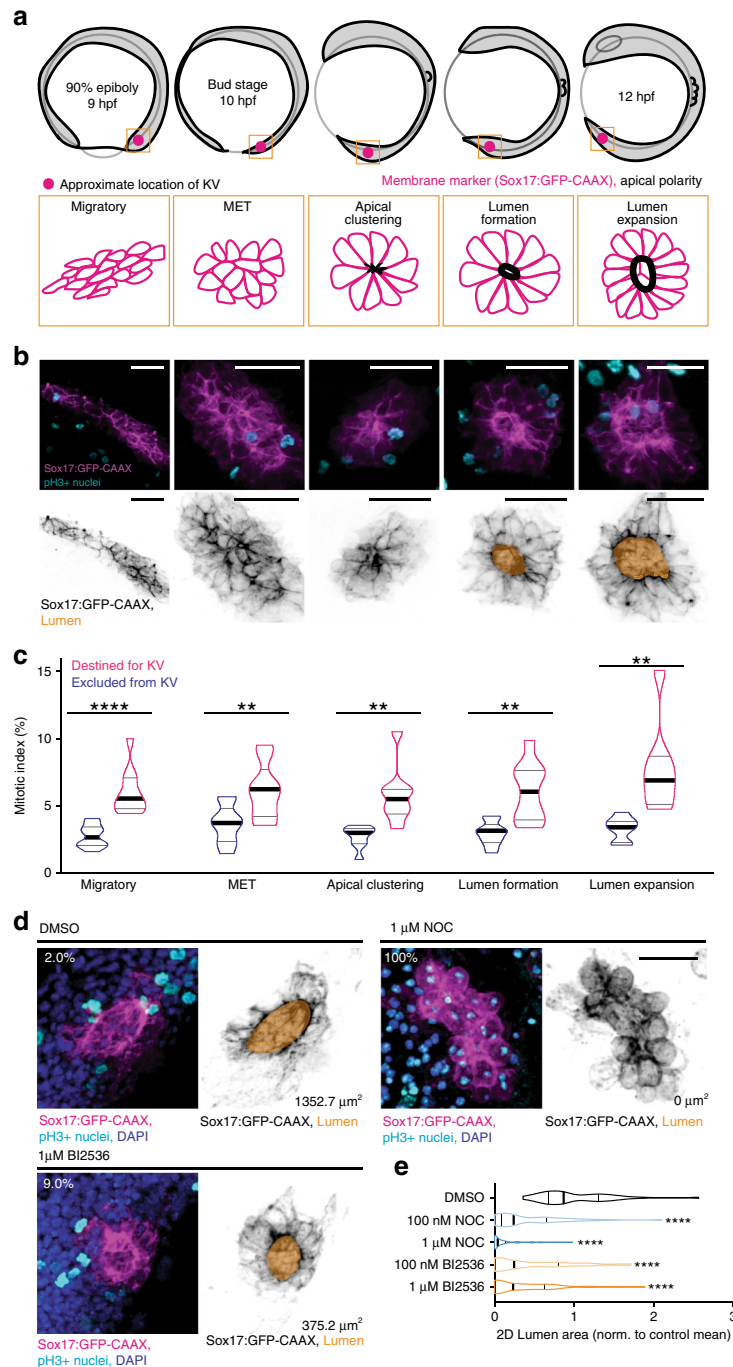 a
90% epiboly
9 hpf
Bud stage
10 hpf
12 hpf
Approximate location of KV
Membrane marker (Sox17:GFP-CAAX), apical polarity
Migratory
MET
Apical
clustering
Lumen
formation
Lumen
expansion
b
Sox17:GFP-CAAX
pH3+ nuclei
Sox17:GFP-CAAX,
Lumen
c
Destined for KV
Excluded from KV
Mitotic index (%)
15
10
5
0
****
**
**
**
**
Migratory
MET
Apical clustering
Lumen formation
Lumen expansion
d
DMSO
2.0%
1352.7 µm²
Sox17:GFP-CAAX,
pH3+ nuclei, DAPI
Sox17:GFP-CAAX, Lumen
1 µM NOC
100%
0 µm²
Sox17:GFP-CAAX,
pH3+ nuclei, DAPI
Sox17:GFP-CAAX, Lumen
1µM BI2536
9.0%
375.2 µm²
Sox17:GFP-CAAX,
pH3+ nuclei, DAPI
Sox17:GFP-CAAX, Lumen
e
DMSO
100 nM NOC
****
1 µM NOC
****
100 nM BI2536
****
1 µM BI2536
****
0
1
2
3
2D Lumen area (norm. to control mean)